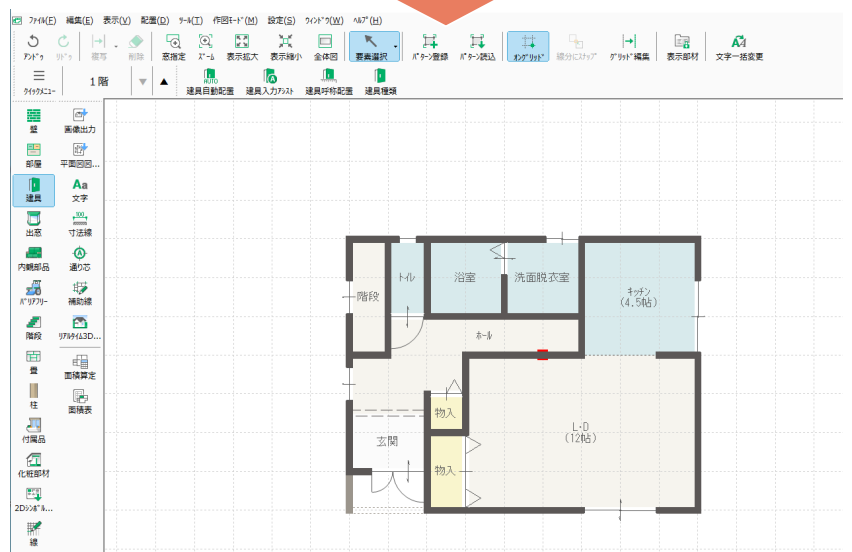 ﾌｧｲﾙ(F) 編集(E) 表示(V) 配置(D) ﾂｰﾙ(T) 作図ﾓｰﾄﾞ(M) 設定(S) ｳｨﾝﾄﾞｳ(W) ﾍﾙﾌﾟ(H)
ｱﾝﾄﾞｩ ﾘﾄﾞｩ 複写 削除 窓指定 ｽﾞｰﾑ 表示拡大 表示縮小 全体図 要素選択 ﾊﾟﾀｰﾝ登録 ﾊﾟﾀｰﾝ読込 ｵﾝｸﾞﾘｯﾄﾞ 線分にｽﾅｯﾌﾟ ｸﾞﾘｯﾄﾞ編集 表示部材 文字一括変更
ｸｲｯｸﾒﾆｭｰ 1 階 ▼ ▲ AUTO 建具自動配置 建具入力ｱｼｽﾄ 建具呼称配置 建具種類
壁 画像出力
部屋 平面図図...
建具 Aa 文字
出窓 100 寸法線
内観部品 通り芯
ﾊﾞﾘｱﾌﾘｰ 補助線
階段 ﾘｱﾙﾀｲﾑ3D...
畳 面積算定
柱 面積表
付属品
化粧部材
2Dｼﾝﾎﾞﾙ...
線
階段
ﾄｲﾚ
浴室
洗面脱衣室
ｷｯﾁﾝ
(4.5帖)
ﾎｰﾙ
物入
玄関
物入
L･D
(12帖)